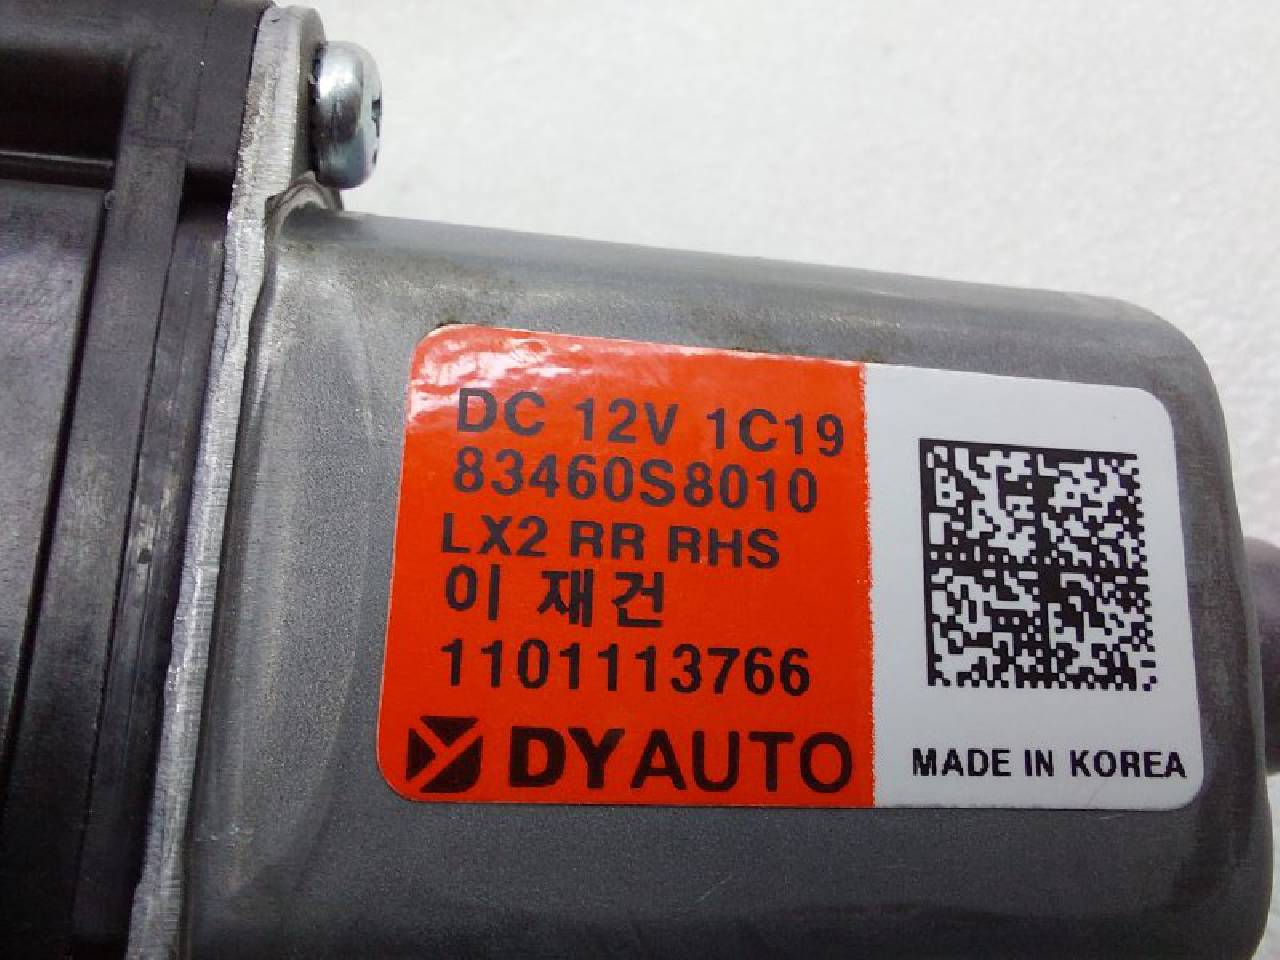 DC 12V 1C19
83460S8010
LX2 RR RHS
이 재건
1101113766
DYAUTO
MADE IN KOREA